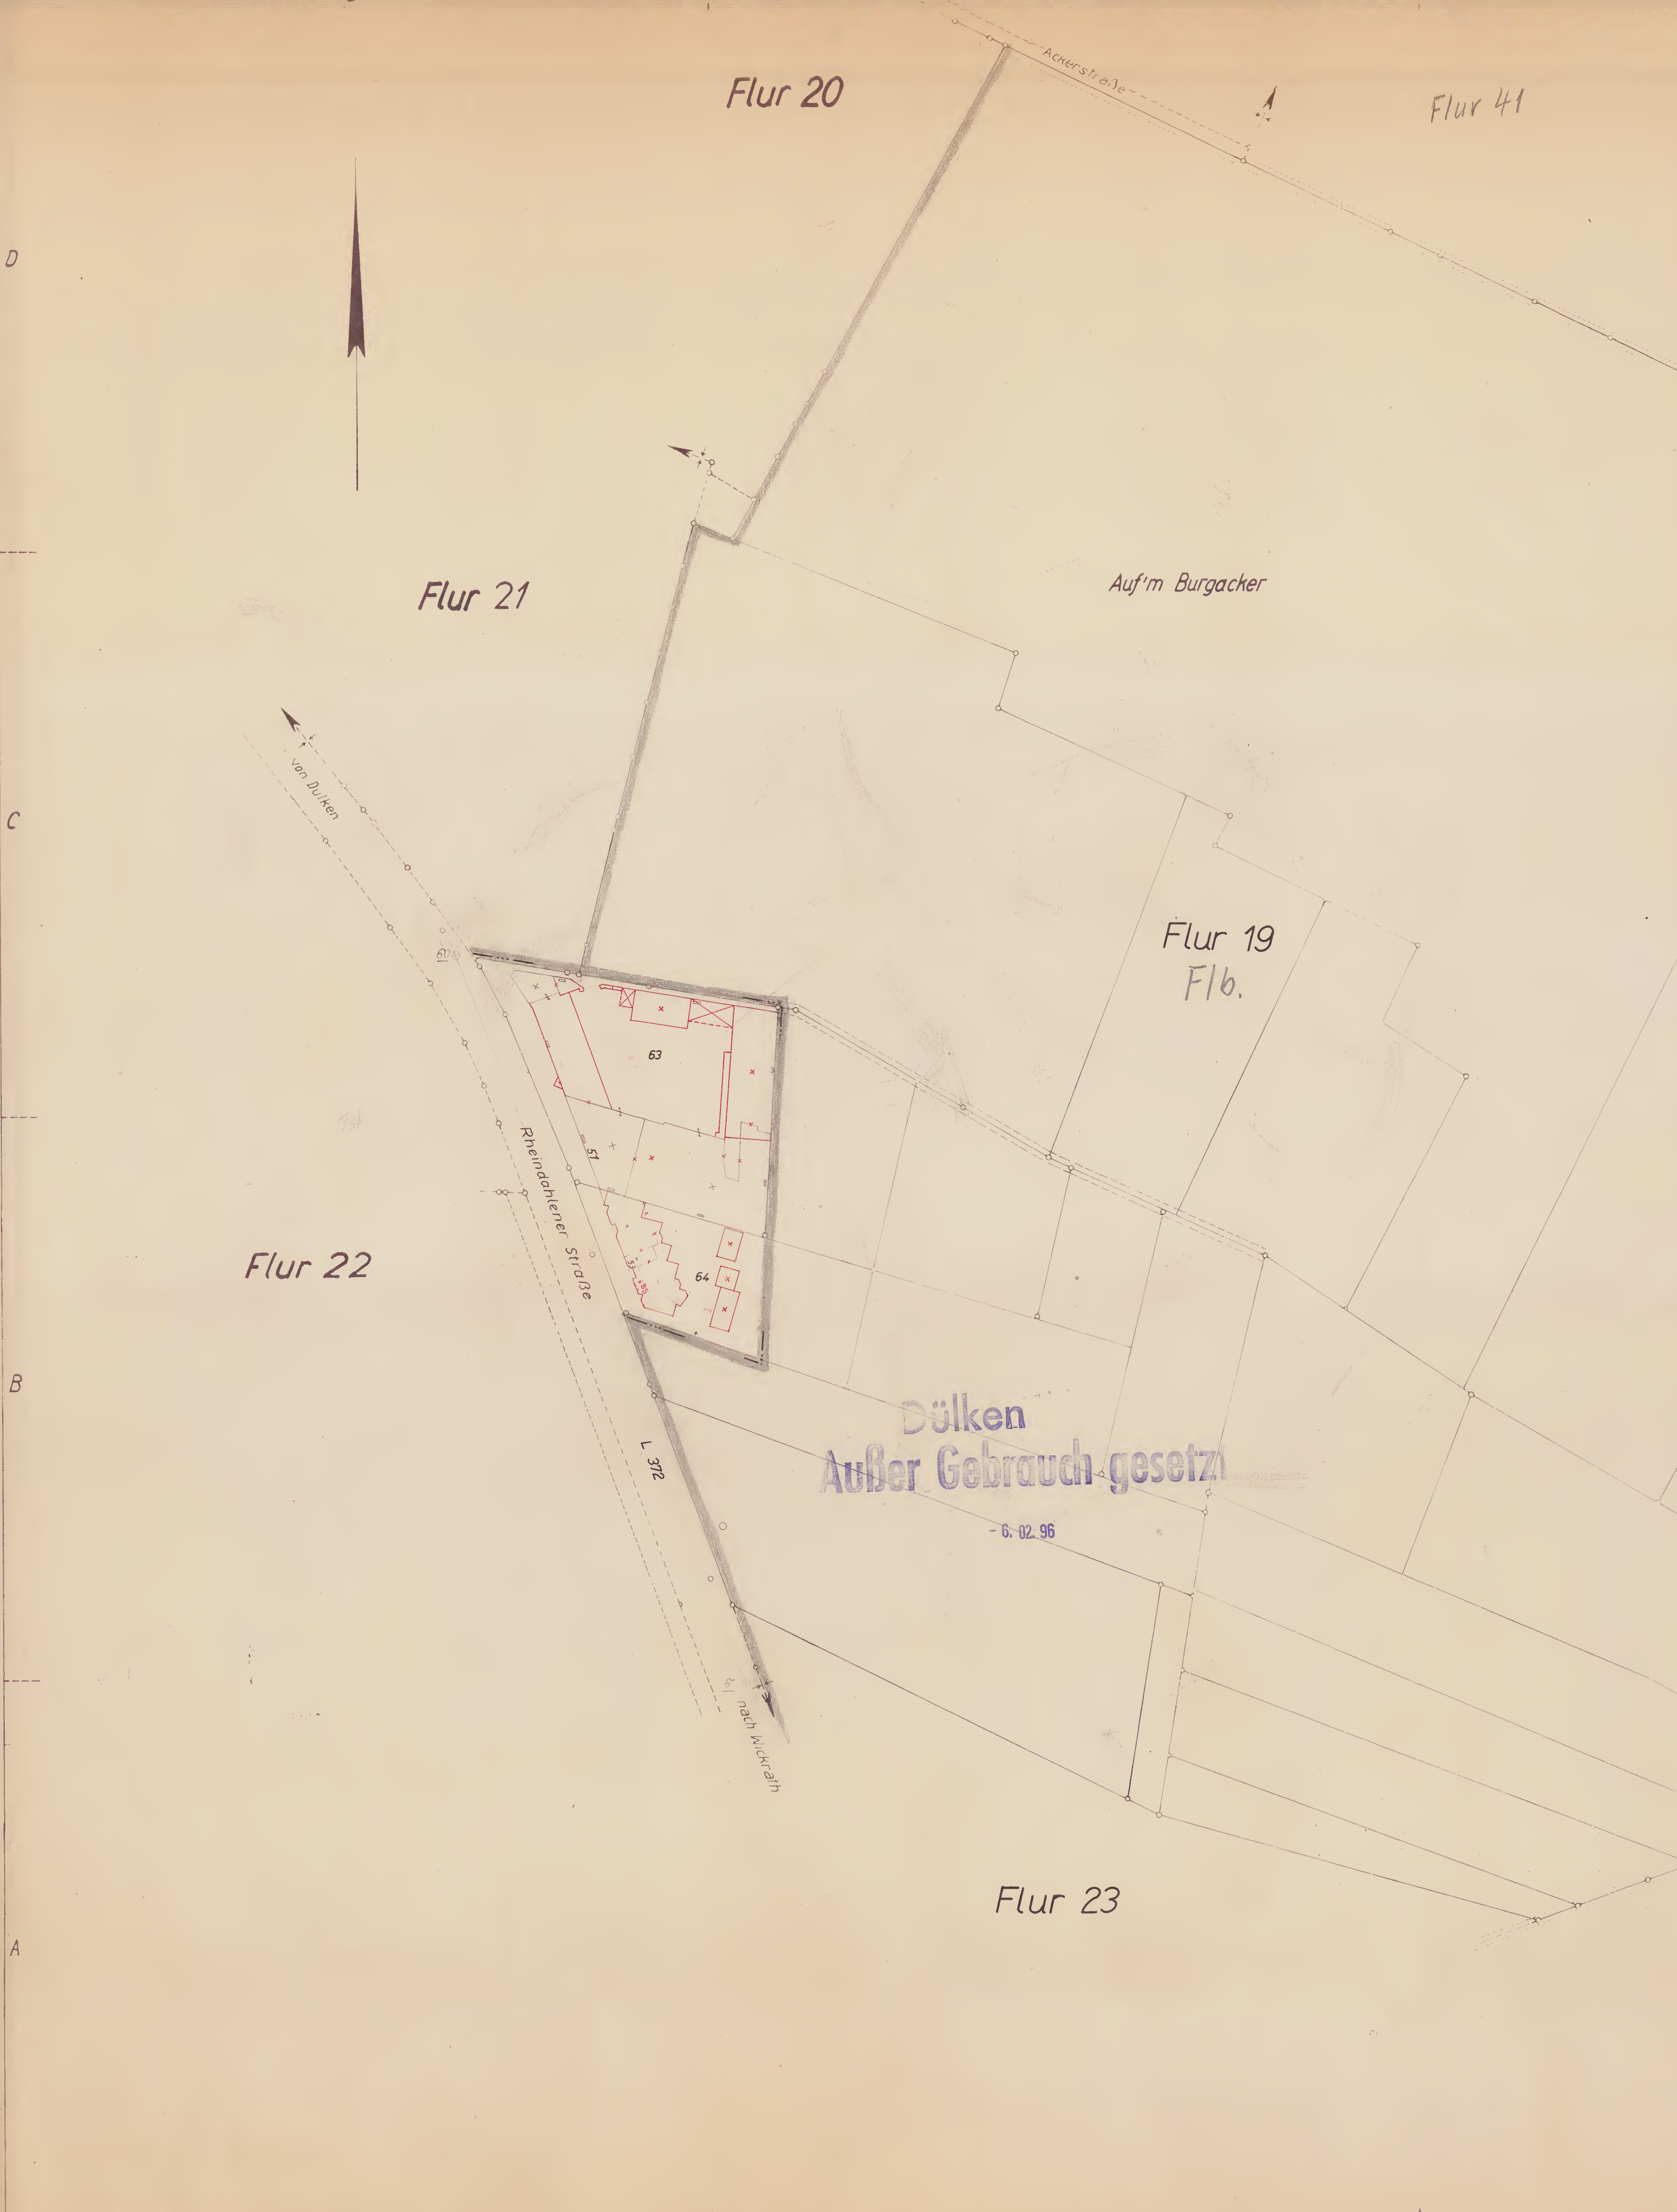 Ackerstraße
Flur 20
Flur 41
D
Auf'm Burgacker
Flur 21
von Dülken
C
Flur 19
Flb.
63
51
Rheindahlener Straße
Flur 22
64
B
Dülken
Außer Gebrauch gesetzt
L 372
- 6. 02. 96
nach Wickrath
Flur 23
A